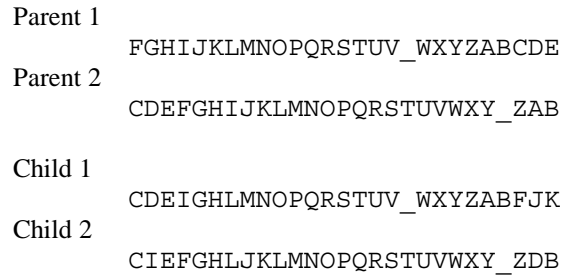 Parent 1
FGHIJKLMNOPQRSTUV_WXYZABCDE
Parent 2
CDEFGHIJKLMNOPQRSTUVWXY_ZAB
Child 1
CDEIGHLMNOPQRSTUV_WXYZABFJK
Child 2
CIEFGHLJKLMNOPQRSTUVWXY_ZDB